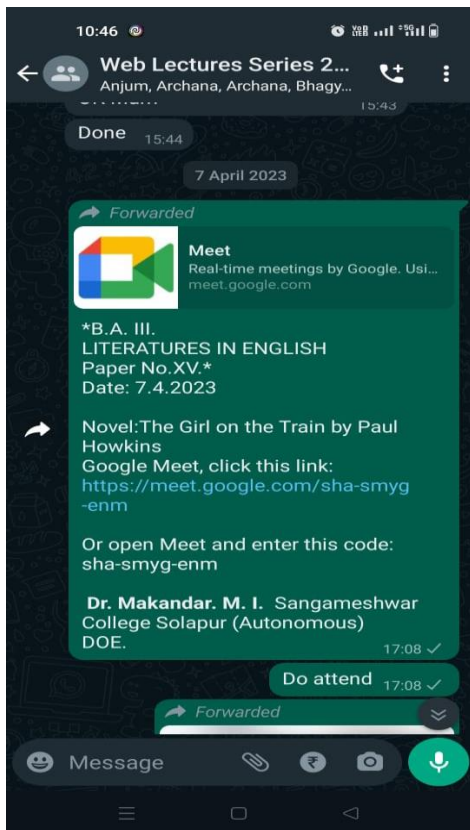 10:46
← Web Lectures Series 2...
Anjum, Archana, Archana, Bhagy...
15:43
Done 15:44
7 April 2023
Forwarded
Meet
Real-time meetings by Google. Usi...
meet.google.com
*B.A. III.
LITERATURES IN ENGLISH
Paper No.XV.*
Date: 7.4.2023
Novel:The Girl on the Train by Paul
Howkins
Google Meet, click this link:
https://meet.google.com/sha-smyg
-enm
Or open Meet and enter this code:
sha-smyg-enm
Dr. Makandar. M. I. Sangameshwar
College Solapur (Autonomous)
DOE.
17:08
Do attend 17:08
Forwarded
Message